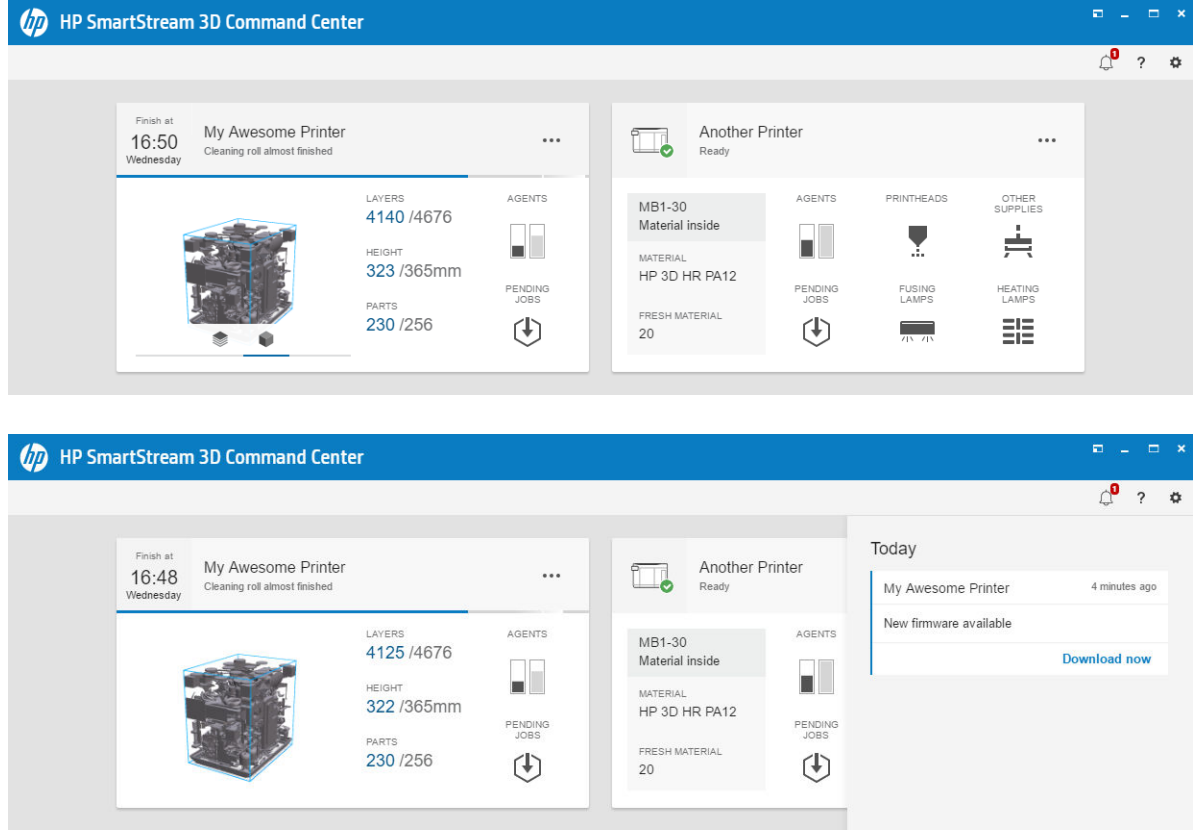 hp HP SmartStream 3D Command Center
1
?
Finish at
16:50
Wednesday
My Awesome Printer
Cleaning roll almost finished
LAYERS
4140 /4676
HEIGHT
323 /365mm
PARTS
230 /256
AGENTS
PENDING
JOBS
Another Printer
Ready
MB1-30
Material inside
MATERIAL
HP 3D HR PA12
FRESH MATERIAL
20
AGENTS
PRINTHEADS
OTHER
SUPPLIES
PENDING
JOBS
FUSING
LAMPS
HEATING
LAMPS
hp HP SmartStream 3D Command Center
1
?
Finish at
16:48
Wednesday
My Awesome Printer
Cleaning roll almost finished
LAYERS
4125 /4676
HEIGHT
322 /365mm
PARTS
230 /256
AGENTS
PENDING
JOBS
Another Printer
Ready
MB1-30
Material inside
MATERIAL
HP 3D HR PA12
FRESH MATERIAL
20
AGENTS
PENDING
JOBS
Today
My Awesome Printer 4 minutes ago
New firmware available
Download now